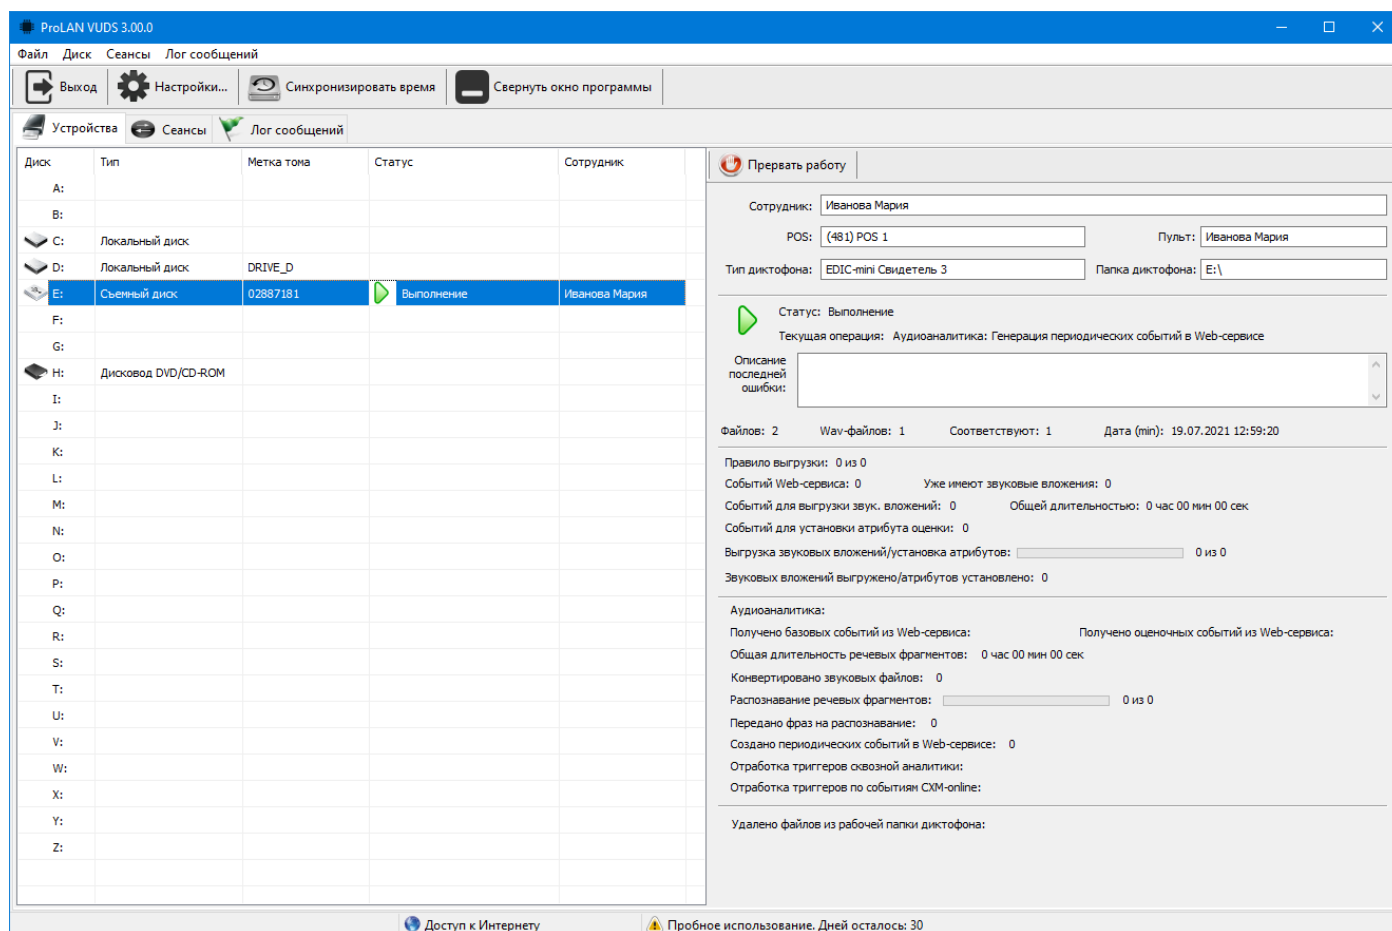 ProLAN VUDS 3.00.0
Файл Диск Сеансы Лог сообщений
Выход Настройки... Синхронизировать время Свернуть окно программы
Устройства Сеансы Лог сообщений
Диск Тип Метка тома Статус Сотрудник
A:
B:
C: Локальный диск
D: Локальный диск DRIVE_D
E: Съемный диск 02887181 Выполнение Иванова Мария
F:
G:
H: Дисковод DVD/CD-ROM
I:
J:
K:
L:
M:
N:
O:
P:
Q:
R:
S:
T:
U:
V:
W:
X:
Y:
Z:
Прервать работу
Сотрудник: Иванова Мария
POS: (481) POS 1 Пульт: Иванова Мария
Тип диктофона: EDIC-mini Свидетель 3 Папка диктофона: E:\
Статус: Выполнение
Текущая операция: Аудиоаналитика: Генерация периодических событий в Web-сервисе
Описание
последней
ошибки:
Файлов: 2 Wav-файлов: 1 Соответствуют: 1 Дата (min): 19.07.2021 12:59:20
Правило выгрузки: 0 из 0
Событий Web-сервиса: 0 Уже имеют звуковые вложения: 0
Событий для выгрузки звук. вложений: 0 Общей длительностью: 0 час 00 мин 00 сек
Событий для установки атрибута оценки: 0
Выгрузка звуковых вложений/установка атрибутов: 0 из 0
Звуковых вложений выгружено/атрибутов установлено: 0
Аудиоаналитика:
Получено базовых событий из Web-сервиса: Получено оценочных событий из Web-сервиса:
Общая длительность речевых фрагментов: 0 час 00 мин 00 сек
Конвертировано звуковых файлов: 0
Распознавание речевых фрагментов: 0 из 0
Передано фраз на распознавание: 0
Создано периодических событий в Web-сервисе: 0
Отработка триггеров сквозной аналитики:
Отработка триггеров по событиям CXM-online:
Удалено файлов из рабочей папки диктофона:
Доступ к Интернету Пробное использование. Дней осталось: 30